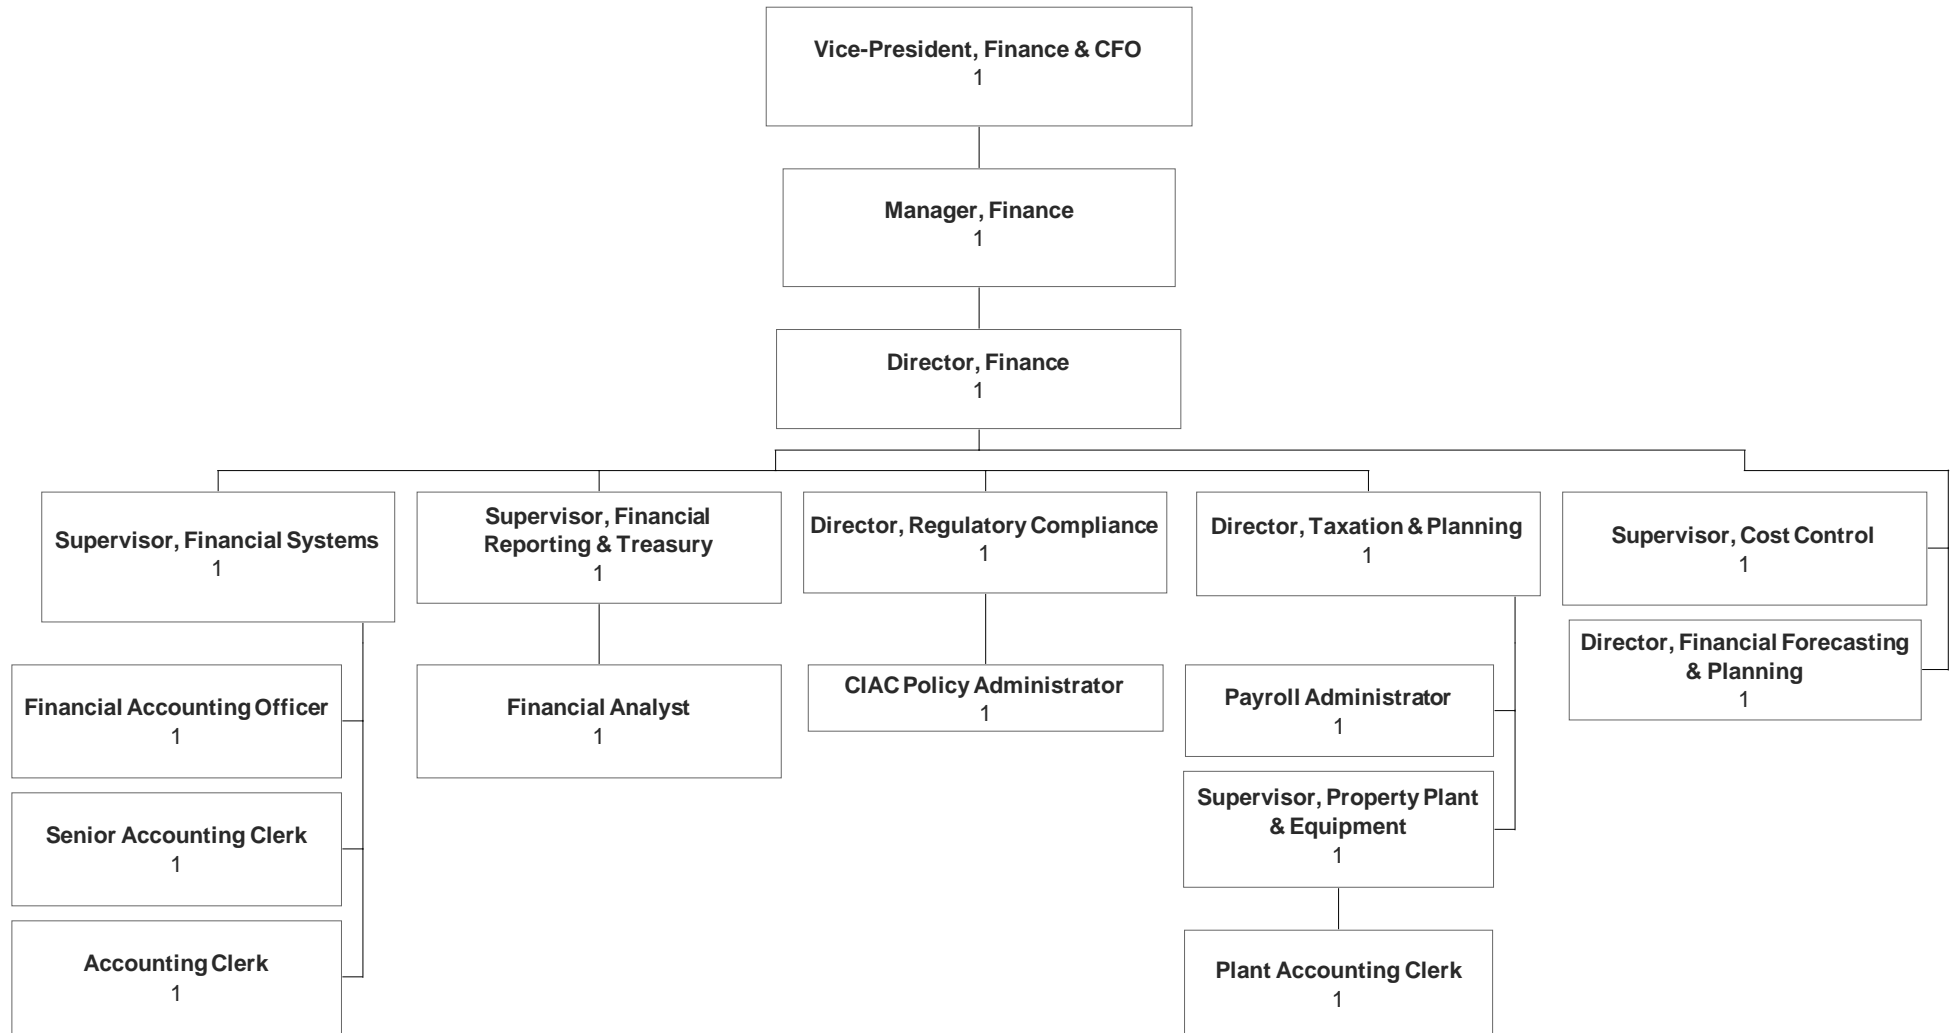 Vice-President, Finance & CFO
1
Manager, Finance
1
Director, Finance
1
Supervisor, Financial Systems
1
Supervisor, Financial
Reporting & Treasury
1
Director, Regulatory Compliance
1
Director, Taxation & Planning
1
Supervisor, Cost Control
1
Director, Financial Forecasting
& Planning
1
Financial Accounting Officer
1
Financial Analyst
1
CIAC Policy Administrator
1
Payroll Administrator
1
Senior Accounting Clerk
1
Supervisor, Property Plant
& Equipment
1
Accounting Clerk
1
Plant Accounting Clerk
1